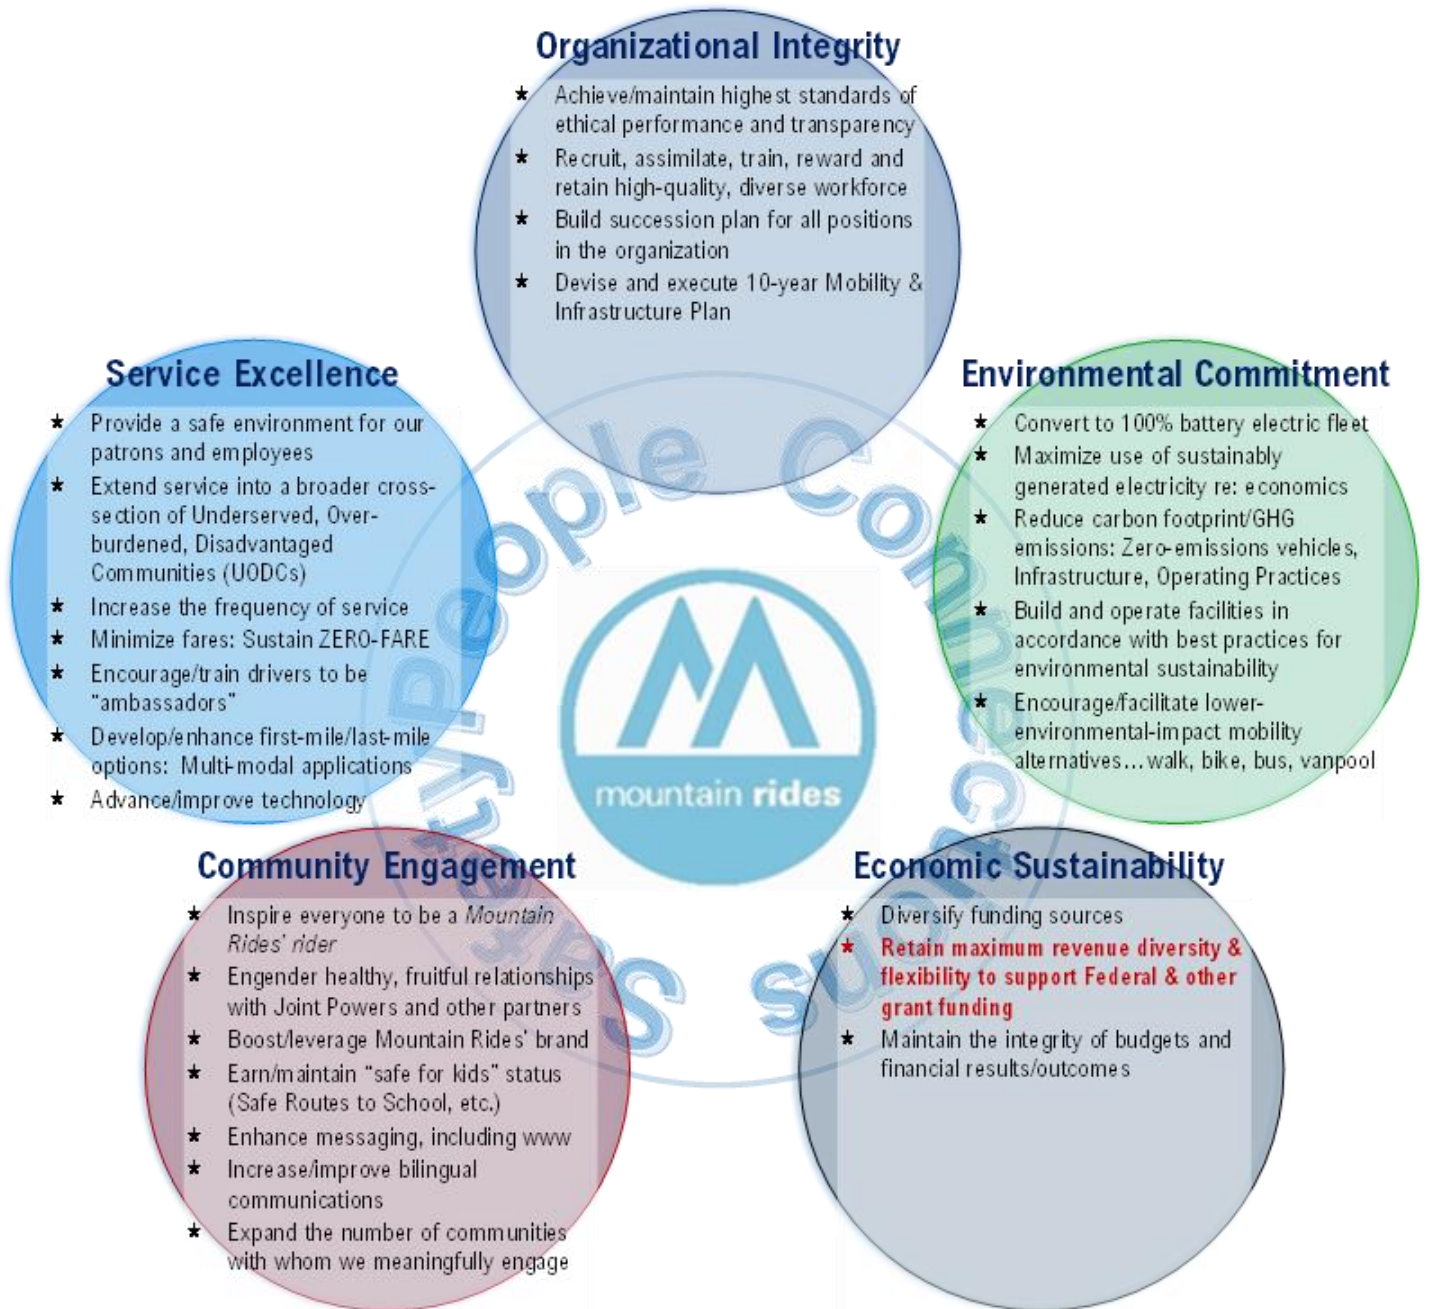 Organizational Integrity
★ Achieve/maintain highest standards of
ethical performance and transparency
★ Recruit, assimilate, train, reward and
retain high-quality, diverse workforce
★ Build succession plan for all positions
in the organization
★ Devise and execute 10-year Mobility &
Infrastructure Plan
Service Excellence
★ Provide a safe environment for our
patrons and employees
★ Extend service into a broader cross-
section of Underserved, Over-
burdened, Disadvantaged
Communities (UODCs)
★ Increase the frequency of service
★ Minimize fares: Sustain ZERO-FARE
★ Encourage/train drivers to be
"ambassadors"
★ Develop/enhance first-mile/last-mile
options: Multi-modal applications
★ Advance/improve technology
Environmental Commitment
★ Convert to 100% battery electric fleet
★ Maximize use of sustainably
generated electricity re: economics
★ Reduce carbon footprint/GHG
emissions: Zero-emissions vehicles,
Infrastructure, Operating Practices
★ Build and operate facilities in
accordance with best practices for
environmental sustainability
★ Encourage/facilitate lower-
environmental-impact mobility
alternatives...walk, bike, bus, vanpool
Safety People Connections
mountain rides
Community Engagement
★ Inspire everyone to be a Mountain
Rides' rider
★ Engender healthy, fruitful relationships
with Joint Powers and other partners
★ Boost/leverage Mountain Rides' brand
★ Earn/maintain "safe for kids" status
(Safe Routes to School, etc.)
★ Enhance messaging, including www
★ Increase/improve bilingual
communications
★ Expand the number of communities
with whom we meaningfully engage
Economic Sustainability
★ Diversify funding sources
★ Retain maximum revenue diversity &
flexibility to support Federal & other
grant funding
★ Maintain the integrity of budgets and
financial results/outcomes